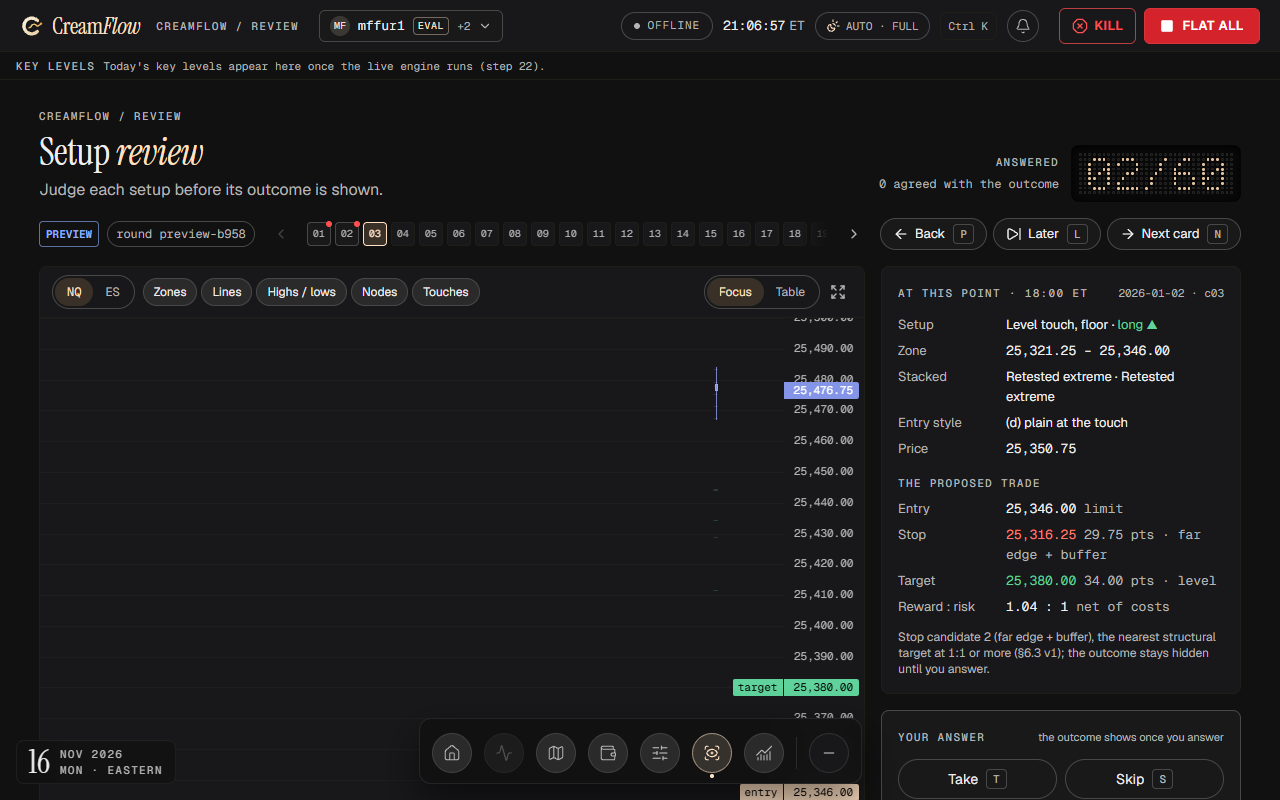 CreamFlow CREAMFLOW / REVIEW MF mffur1 EVAL +2 OFFLINE 21:06:57 ET AUTO · FULL Ctrl K KILL FLAT ALL
KEY LEVELS Today's key levels appear here once the live engine runs (step 22).
CREAMFLOW / REVIEW
Setup review
Judge each setup before its outcome is shown.
ANSWERED
0 agreed with the outcome
02/60
PREVIEW round preview-b958 01 02 03 04 05 06 07 08 09 10 11 12 13 14 15 16 17 18
Back P Later L Next card N
NQ ES Zones Lines Highs / lows Nodes Touches Focus Table
25,500.00
25,490.00
25,480.00
25,476.75
25,470.00
25,460.00
25,450.00
25,440.00
25,430.00
25,420.00
25,410.00
25,400.00
25,390.00
target 25,380.00
25,370.00
entry 25,346.00
AT THIS POINT · 18:00 ET 2026-01-02 · c03
Setup Level touch, floor · long ▲
Zone 25,321.25 – 25,346.00
Stacked Retested extreme · Retested
extreme
Entry style (d) plain at the touch
Price 25,350.75
THE PROPOSED TRADE
Entry 25,346.00 limit
Stop 25,316.25 29.75 pts · far
edge + buffer
Target 25,380.00 34.00 pts · level
Reward : risk 1.04 : 1 net of costs
Stop candidate 2 (far edge + buffer), the nearest structural
target at 1:1 or more (§6.3 v1); the outcome stays hidden
until you answer.
YOUR ANSWER the outcome shows once you answer
Take T Skip S
16 NOV 2026
MON · EASTERN